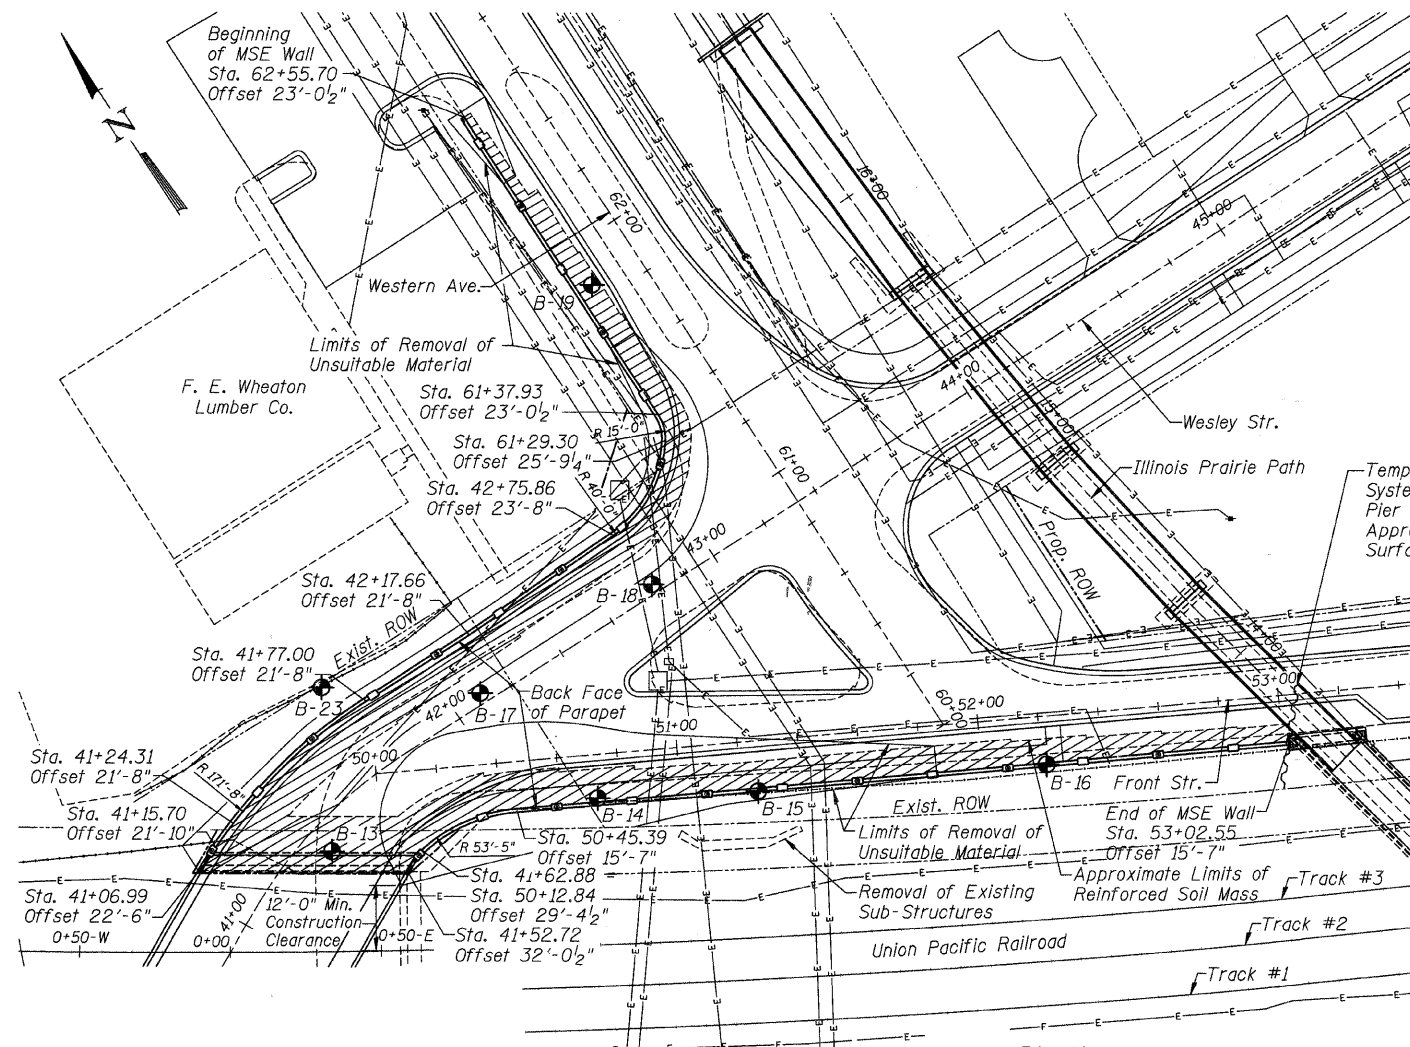 Beginning
of MSE Wall
Sta. 62+55.70
Offset 23'-0½"
N
62+00
16+00
45+00
Western Ave.
B-19
Limits of Removal of
Unsuitable Material
F. E. Wheaton
Lumber Co.
Sta. 61+37.93
Offset 23'-0½"
R 15'-0"
Sta. 61+29.30
Offset 25'-9¼"
R 40'-0"
Sta. 42+75.86
Offset 23'-8"
44+00
15+00
Wesley Str.
61+00
Illinois Prairie Path
Temp
Syste
Pier
Appro
Surfa
43+00
Prop. ROW
Sta. 42+17.66
Offset 21'-8"
B-18
Exist. ROW
Sta. 41+77.00
Offset 21'-8"
B-23
42+00
B-17
Back Face
of Parapet
51+00
60+00
52+00
53+00
50+00
Sta. 41+24.31
Offset 21'-8"
R 171'-8"
Sta. 41+15.70
Offset 21'-10"
B-13
B-14
B-15
B-16
Front Str.
Exist. ROW
R 53'-5"
Sta. 50+45.39
Offset 15'-7"
Limits of Removal of
Unsuitable Material
End of MSE Wall
Sta. 53+02.55
Offset 15'-7"
Sta. 41+62.88
Sta. 50+12.84
Offset 29'-4½"
Removal of Existing
Sub-Structures
Approximate Limits of
Reinforced Soil Mass
Track #3
Sta. 41+06.99
Offset 22'-6"
41+00
12'-0" Min.
Construction
Clearance
Sta. 41+52.72
Offset 32'-0½"
0+50-W
0+00
0+50-E
Union Pacific Railroad
Track #2
Track #1